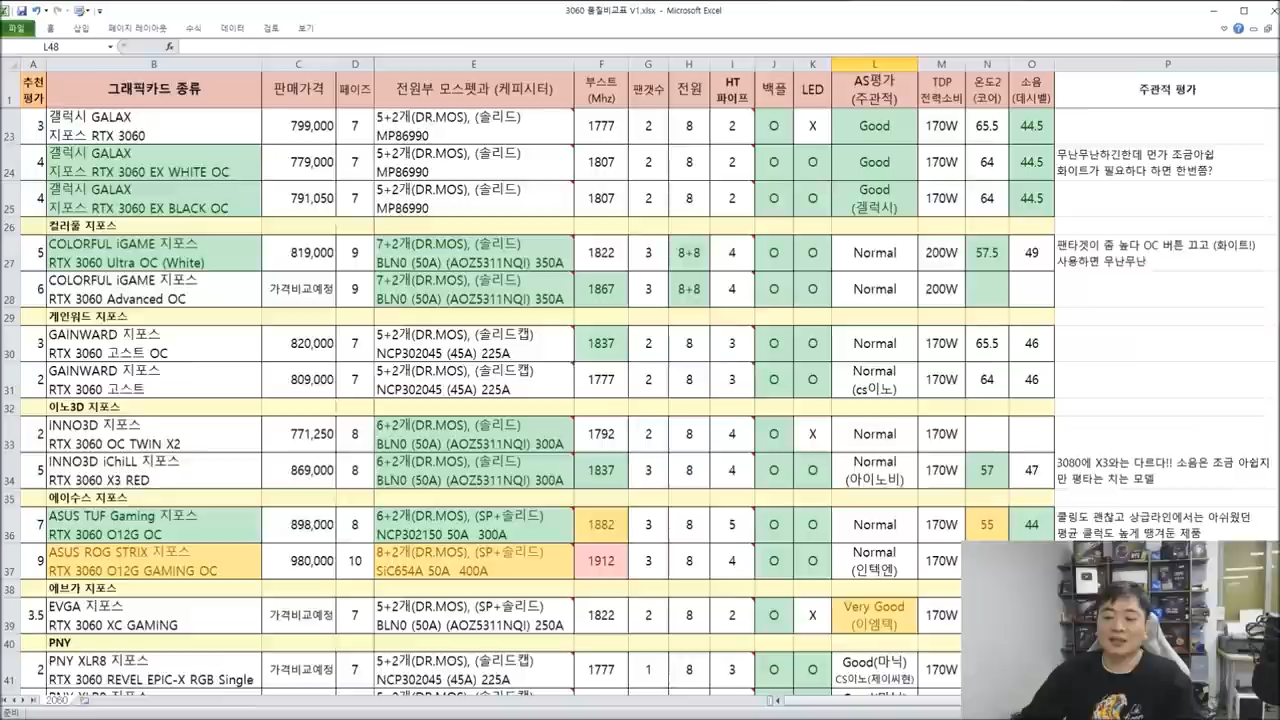 3060 품질비교표 V1.xlsx - Microsoft Excel
파일 홈 삽입 페이지 레이아웃 수식 데이터 검토 보기
L48 fx
A B C D E F G H I J K L M N O P
1 추천 평가 그래픽카드 종류 판매가격 페이즈 전원부 모스펫과 (케피시터) 부스트 (Mhz) 팬갯수 전원 HT 파이프 백플 LED AS평가 (주관적) TDP 전력소비 온도2 (코어) 소음 (데시벨) 주관적 평가
23 3 갤럭시 GALAX 지포스 RTX 3060 799,000 7 5+2개(DR.MOS), (솔리드) MP86990 1777 2 8 2 O X Good 170W 65.5 44.5
24 4 갤럭시 GALAX 지포스 RTX 3060 EX WHITE OC 779,000 7 5+2개(DR.MOS), (솔리드) MP86990 1807 2 8 2 O O Good 170W 64 44.5 무난무난하긴한데 먼가 조금아쉽 화이트가 필요하다 하면 한번쯤?
25 4 갤럭시 GALAX 지포스 RTX 3060 EX BLACK OC 791,050 7 5+2개(DR.MOS), (솔리드) MP86990 1807 2 8 2 O O Good (갤럭시) 170W 64 44.5
26 컬러풀 지포스
27 5 COLORFUL iGAME 지포스 RTX 3060 Ultra OC (White) 819,000 9 7+2개(DR.MOS), (솔리드) BLN0 (50A) (AOZ5311NQI) 350A 1822 3 8+8 4 O O Normal 200W 57.5 49 팬타겟이 줌 높다 OC 버튼 끄고 (화이트!) 사용하면 무난무난
28 6 COLORFUL iGAME 지포스 RTX 3060 Advanced OC 가격비교예정 9 7+2개(DR.MOS), (솔리드) BLN0 (50A) (AOZ5311NQI) 350A 1867 3 8+8 4 O O Normal 200W
29 게인워드 지포스
30 3 GAINWARD 지포스 RTX 3060 고스트 OC 820,000 7 5+2개(DR.MOS), (솔리드캡) NCP302045 (45A) 225A 1837 2 8 3 O O Normal 170W 65.5 46
31 2 GAINWARD 지포스 RTX 3060 고스트 809,000 7 5+2개(DR.MOS), (솔리드캡) NCP302045 (45A) 225A 1777 2 8 3 O O Normal (cs이노) 170W 64 46
32 이노3D 지포스
33 2 INNO3D 지포스 RTX 3060 OC TWIN X2 771,250 8 6+2개(DR.MOS), (솔리드) BLN0 (50A) (AOZ5311NQI) 300A 1792 2 8 4 O X Normal 170W
34 5 INNO3D iChiLL 지포스 RTX 3060 X3 RED 869,000 8 6+2개(DR.MOS), (솔리드) BLN0 (50A) (AOZ5311NQI) 300A 1837 3 8 4 O O Normal (아이노비) 170W 57 47 3080에 X3와는 다르다!! 소음은 조금 아쉽지만 평타는 치는 모델
35 에이수스 지포스
36 7 ASUS TUF Gaming 지포스 RTX 3060 O12G OC 898,000 8 6+2개(DR.MOS), (SP+솔리드) NCP302150 50A 300A 1882 3 8 5 O O Normal 170W 55 44 쿨링도 괜찮고 상급라인에서는 아쉬웠던 평균 클럭도 높게 땡겨둔 제품
37 9 ASUS ROG STRIX 지포스 RTX 3060 O12G GAMING OC 980,000 10 8+2개(DR.MOS), (SP+솔리드) SiC654A 50A 400A 1912 3 8 4 O O Normal (인텍엔) 170W
38 에브가 지포스
39 3.5 EVGA 지포스 RTX 3060 XC GAMING 가격비교예정 7 5+2개(DR.MOS), (SP+솔리드) BLN0 (50A) (AOZ5311NQI) 250A 1822 2 8 2 O X Very Good (이엠텍) 170W
40 PNY
41 2 PNY XLR8 지포스 RTX 3060 REVEL EPIC-X RGB Single 가격비교예정 7 5+2개(DR.MOS), (솔리드캡) NCP302045 (45A) 225A 1777 1 8 3 O O Good(마닉) CS이노(제이씨현) 170W
2060
준비